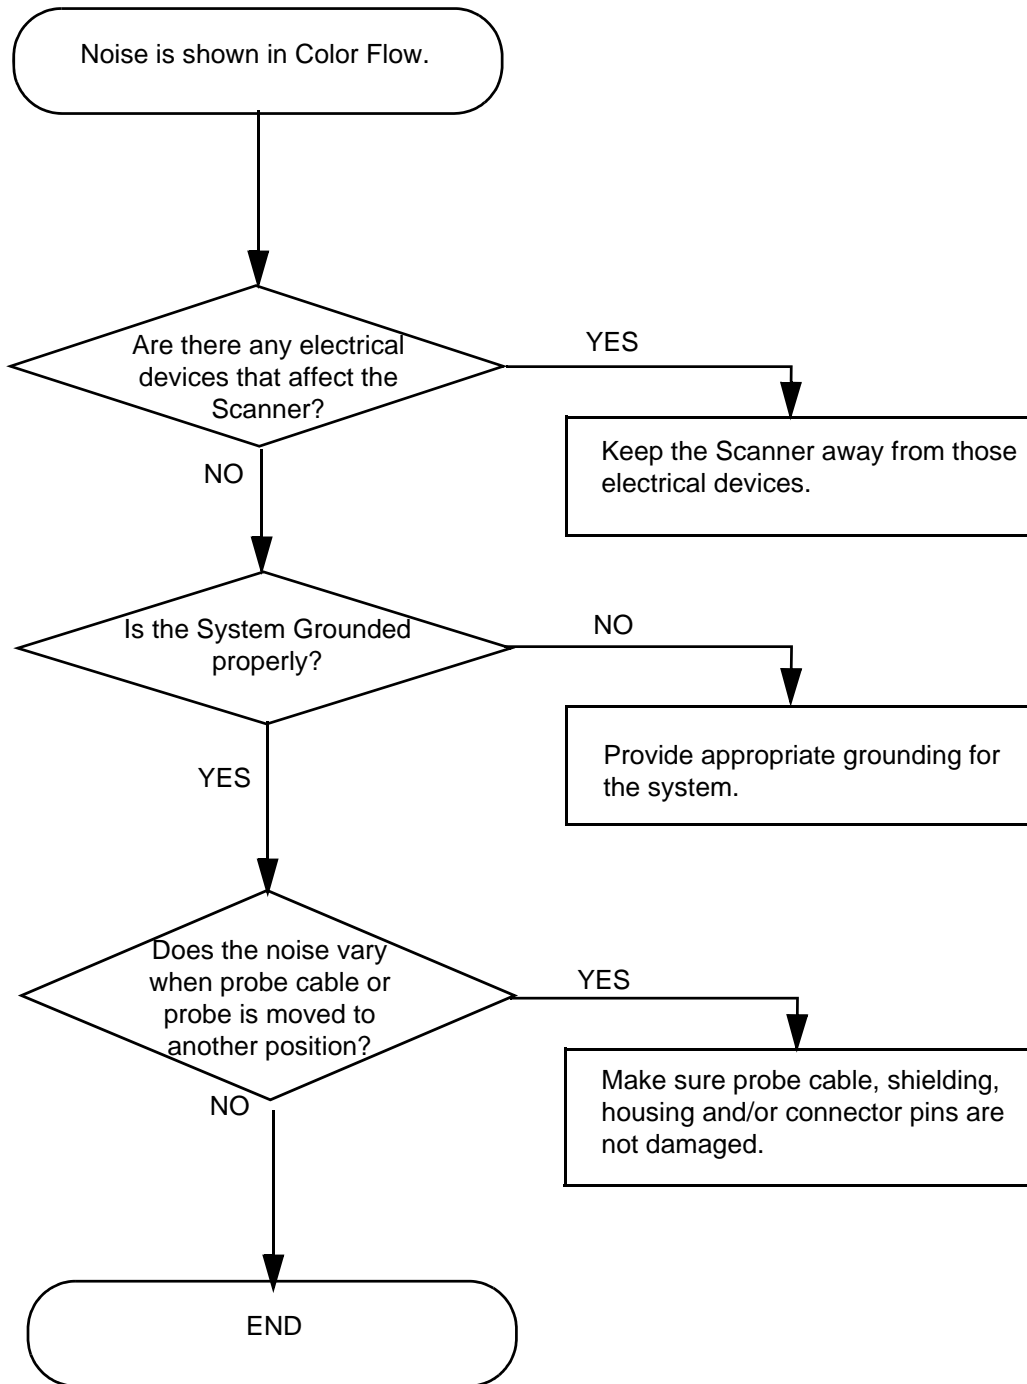 Noise is shown in Color Flow.
Are there any electrical
devices that affect the
Scanner?
YES
Keep the Scanner away from those
electrical devices.
NO
Is the System Grounded
properly?
NO
Provide appropriate grounding for
the system.
YES
Does the noise vary
when probe cable or
probe is moved to
another position?
YES
Make sure probe cable, shielding,
housing and/or connector pins are
not damaged.
NO
END